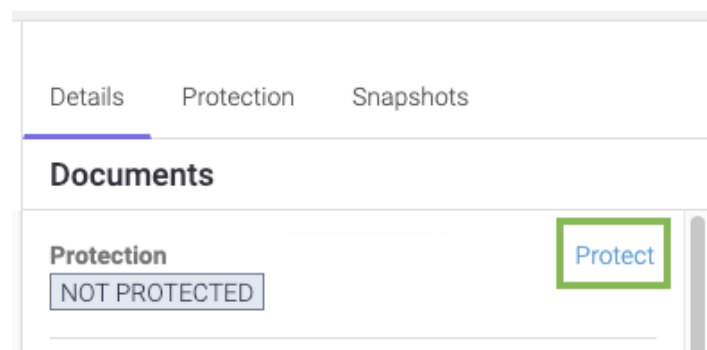 Details Protection Snapshots
Documents
Protection Protect
NOT PROTECTED